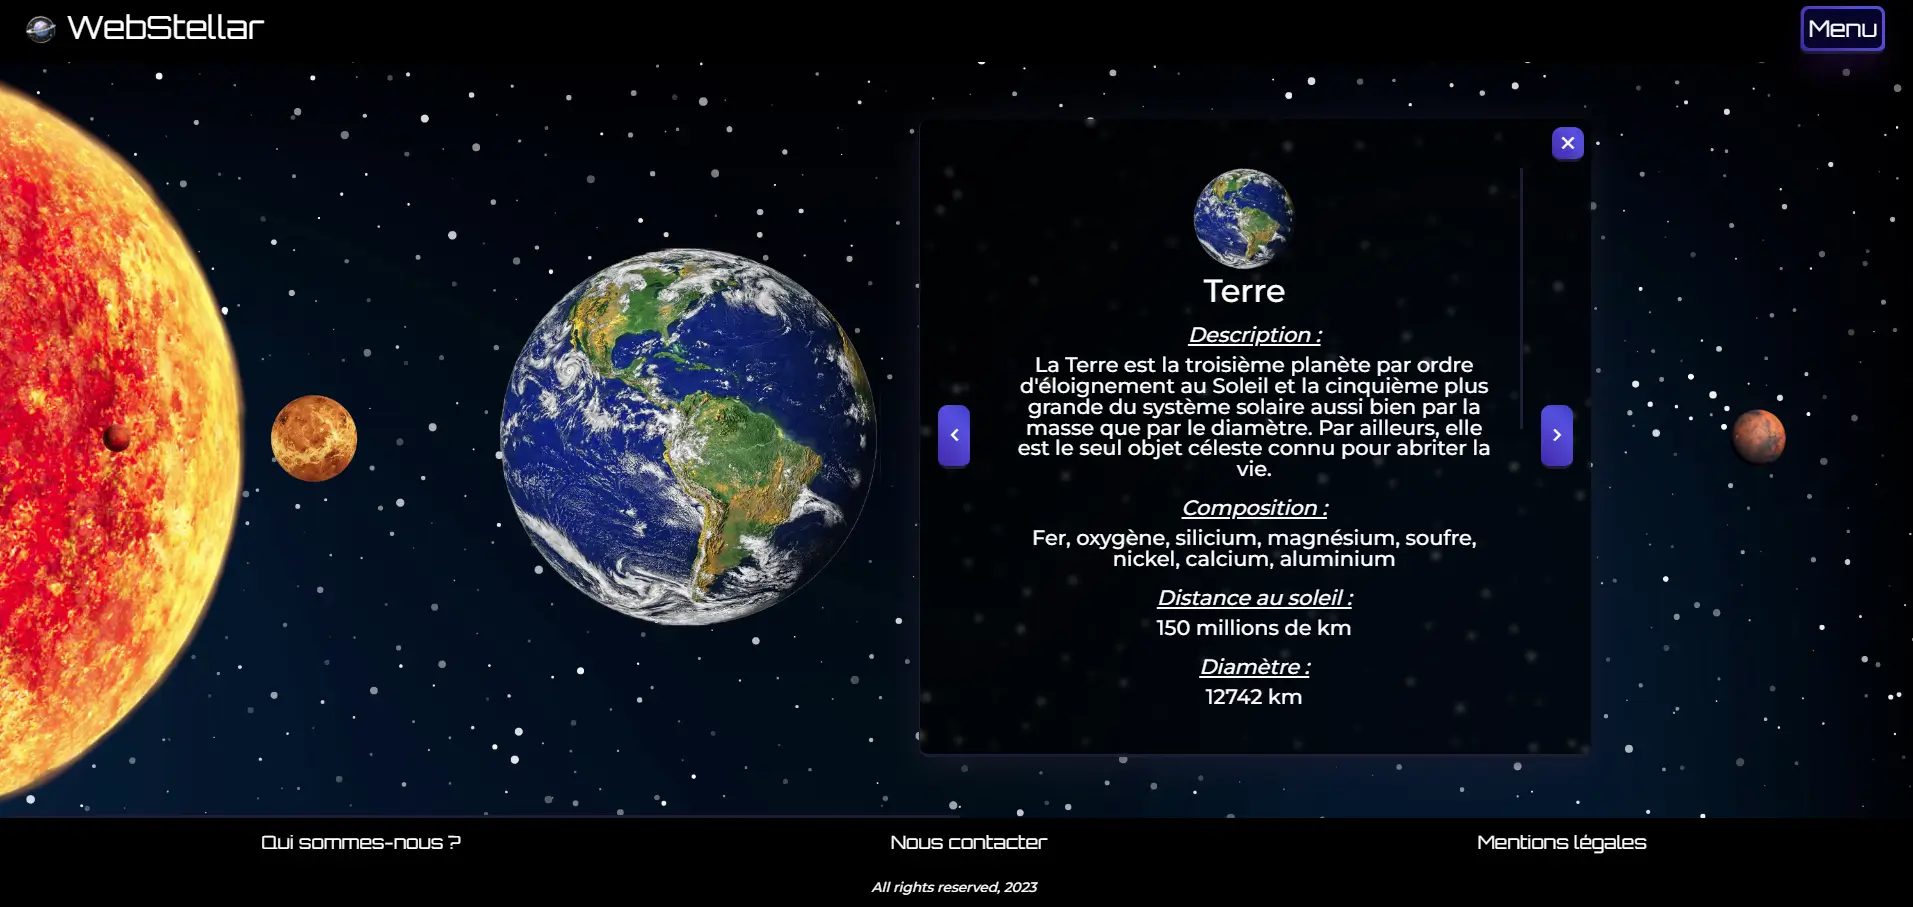 WebStellar
Menu
Terre
Description :
La Terre est la troisième planète par ordre
d'éloignement au Soleil et la cinquième plus
grande du système solaire aussi bien par la
masse que par le diamètre. Par ailleurs, elle
est le seul objet céleste connu pour abriter la
vie.
Composition :
Fer, oxygène, silicium, magnésium, soufre,
nickel, calcium, aluminium
Distance au soleil :
150 millions de km
Diamètre :
12742 km
Qui sommes-nous ?
Nous contacter
Mentions légales
All rights reserved, 2023